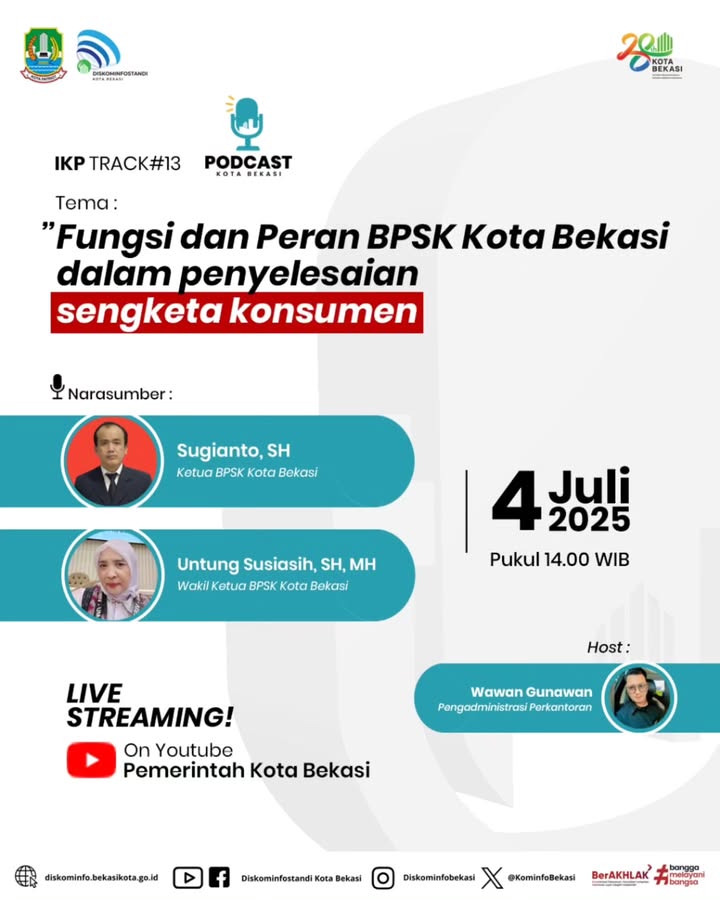 KOTA PATRIOT
DISKOMINFOSTANDI
KOTA BEKASI
28th
KOTA
BEKASI
IKP TRACK#13
PODCAST
KOTA BEKASI
Tema :
”Fungsi dan Peran BPSK Kota Bekasi
dalam penyelesaian
sengketa konsumen
Narasumber :
Sugianto, SH
Ketua BPSK Kota Bekasi
Untung Susiasih, SH, MH
Wakil Ketua BPSK Kota Bekasi
4 Juli
2025
Pukul 14.00 WIB
Host :
Wawan Gunawan
Pengadministrasi Perkantoran
LIVE
STREAMING!
On Youtube
Pemerintah Kota Bekasi
diskominfo.bekasikota.go.id
Diskominfostandi Kota Bekasi
Diskominfobekasi
@KominfoBekasi
BerAKHLAK
#bangga
melayani
bangsa